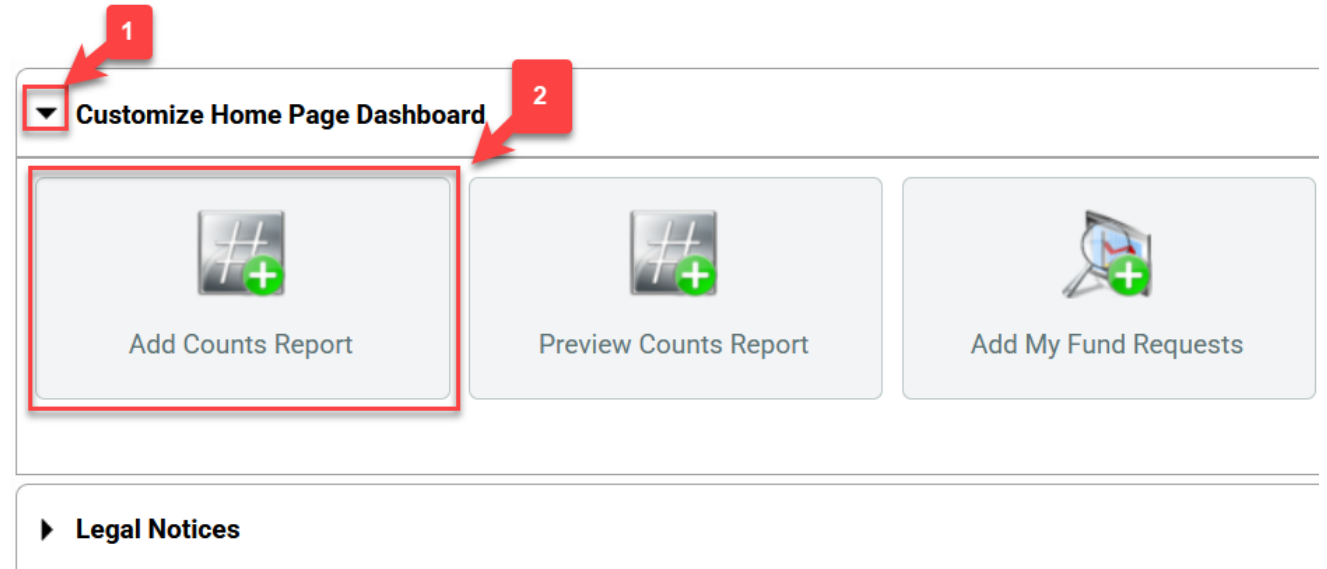 1
2
Customize Home Page Dashboard
Add Counts Report
Preview Counts Report
Add My Fund Requests
Legal Notices